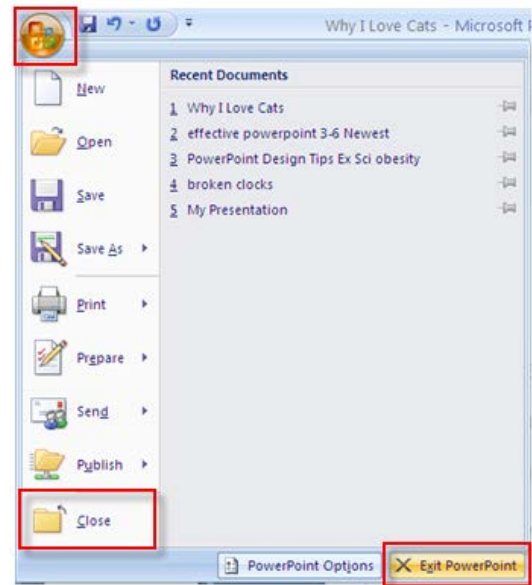 Why I Love Cats - Microsoft P
New
Open
Save
Save As
Print
Prepare
Send
Publish
Close
Recent Documents
1 Why I Love Cats
2 effective powerpoint 3-6 Newest
3 PowerPoint Design Tips Ex Sci obesity
4 broken clocks
5 My Presentation
PowerPoint Options
Exit PowerPoint